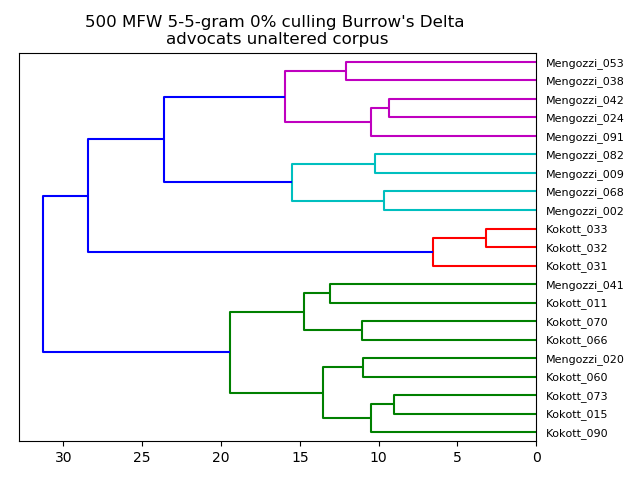 500 MFW 5-5-gram 0% culling Burrow's Delta
advocats unaltered corpus
Mengozzi_053
Mengozzi_038
Mengozzi_042
Mengozzi_024
Mengozzi_091
Mengozzi_082
Mengozzi_009
Mengozzi_068
Mengozzi_002
Kokott_033
Kokott_032
Kokott_031
Mengozzi_041
Kokott_011
Kokott_070
Kokott_066
Mengozzi_020
Kokott_060
Kokott_073
Kokott_015
Kokott_090
30 25 20 15 10 5 0